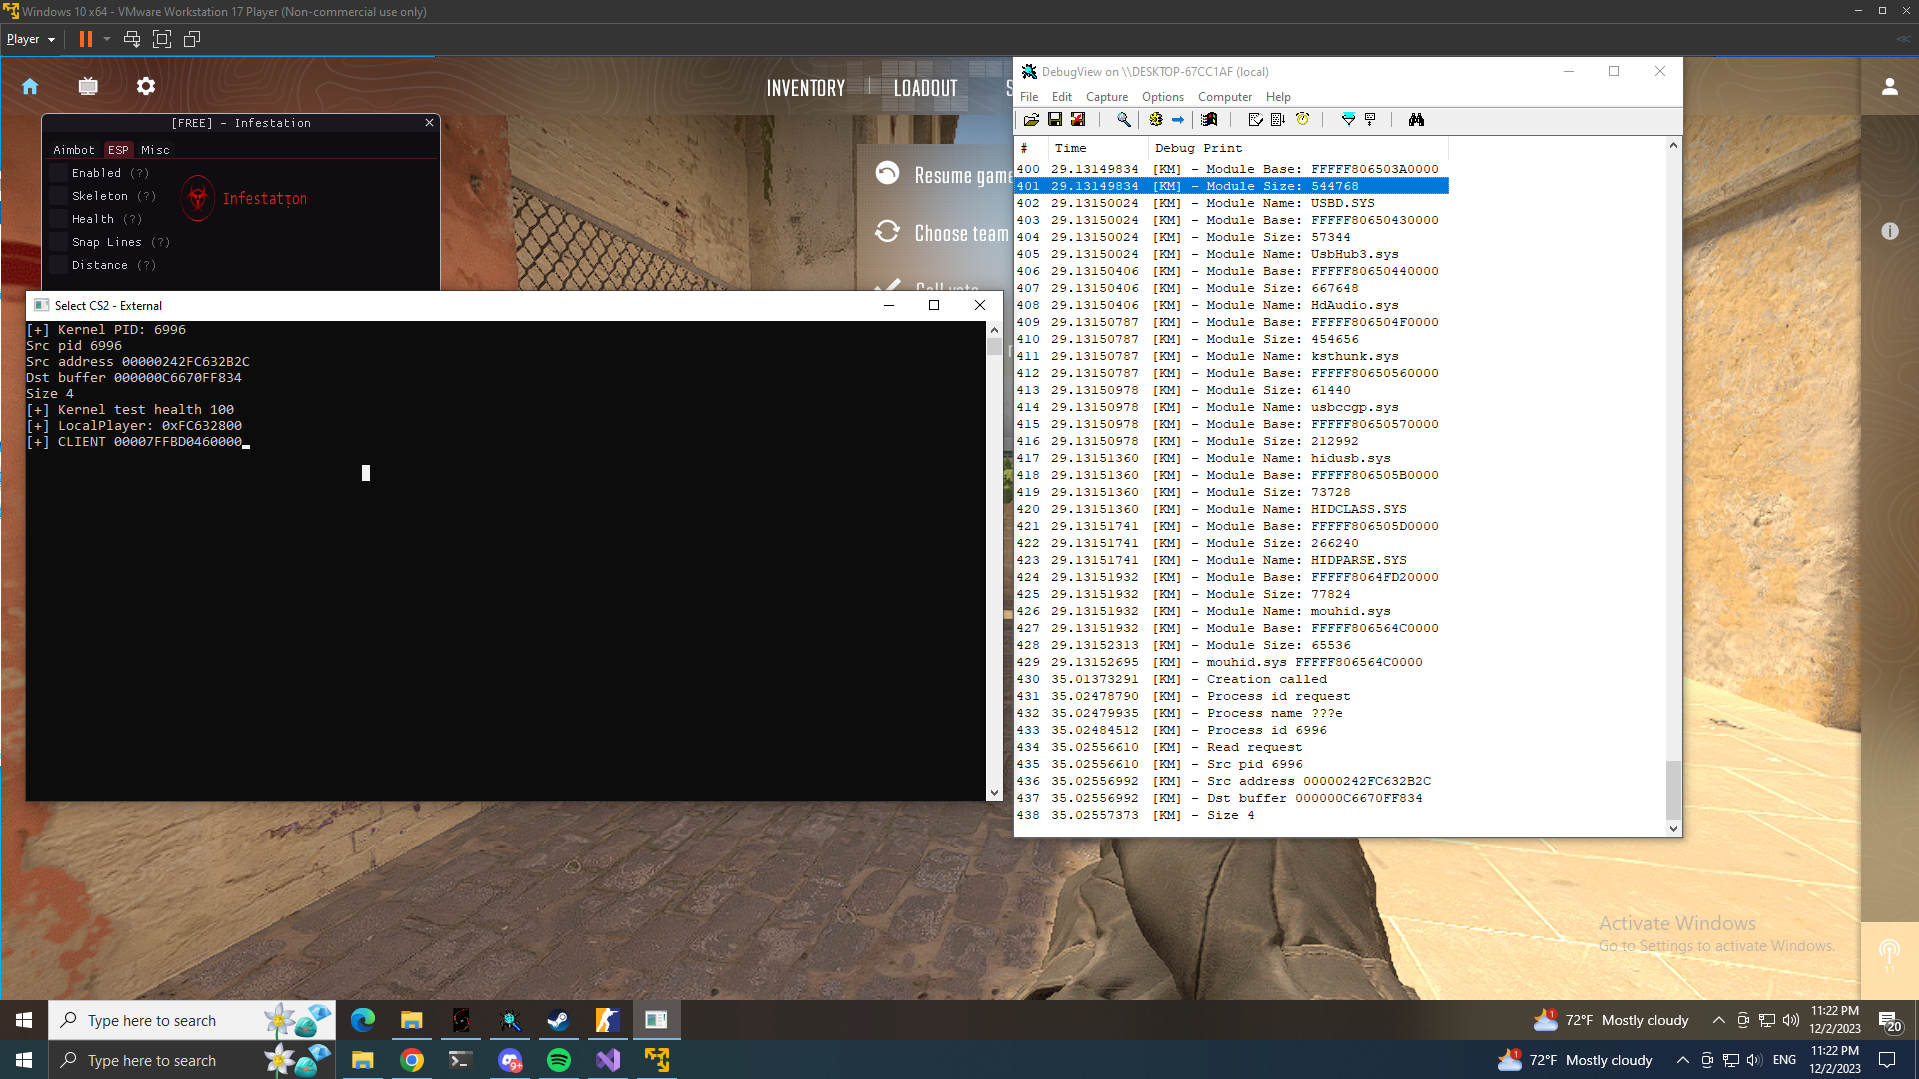 Windows 10 x64 - VMware Workstation 17 Player (Non-commercial use only)
Player
INVENTORY
LOADOUT
S
[FREE] - Infestation
Aimbot ESP Misc
Enabled (?)
Skeleton (?)
Health (?)
Snap Lines (?)
Distance (?)
Infestation
Resume game
Choose team
Call vote
Select CS2 - External
[+] Kernel PID: 6996
Src pid 6996
Src address 00000242FC632B2C
Dst buffer 000000C6670FF834
Size 4
[+] Kernel test health 100
[+] LocalPlayer: 0xFC632800
[+] CLIENT 00007FFBD0460000
DebugView on \\DESKTOP-67CC1AF (local)
File Edit Capture Options Computer Help
# Time Debug Print
400 29.13149834 [KM] - Module Base: FFFFF806503A0000
401 29.13149834 [KM] - Module Size: 544768
402 29.13150024 [KM] - Module Name: USBD.SYS
403 29.13150024 [KM] - Module Base: FFFFF80650430000
404 29.13150024 [KM] - Module Size: 57344
405 29.13150024 [KM] - Module Name: UsbHub3.sys
406 29.13150406 [KM] - Module Base: FFFFF80650440000
407 29.13150406 [KM] - Module Size: 667648
408 29.13150406 [KM] - Module Name: HdAudio.sys
409 29.13150787 [KM] - Module Base: FFFFF806504F0000
410 29.13150787 [KM] - Module Size: 454656
411 29.13150787 [KM] - Module Name: ksthunk.sys
412 29.13150787 [KM] - Module Base: FFFFF80650560000
413 29.13150978 [KM] - Module Size: 61440
414 29.13150978 [KM] - Module Name: usbccgp.sys
415 29.13150978 [KM] - Module Base: FFFFF80650570000
416 29.13150978 [KM] - Module Size: 212992
417 29.13151360 [KM] - Module Name: hidusb.sys
418 29.13151360 [KM] - Module Base: FFFFF806505B0000
419 29.13151360 [KM] - Module Size: 73728
420 29.13151360 [KM] - Module Name: HIDCLASS.SYS
421 29.13151741 [KM] - Module Base: FFFFF806505D0000
422 29.13151741 [KM] - Module Size: 266240
423 29.13151741 [KM] - Module Name: HIDPARSE.SYS
424 29.13151932 [KM] - Module Base: FFFFF8064FD20000
425 29.13151932 [KM] - Module Size: 77824
426 29.13151932 [KM] - Module Name: mouhid.sys
427 29.13151932 [KM] - Module Base: FFFFF806564C0000
428 29.13152313 [KM] - Module Size: 65536
429 29.13152695 [KM] - mouhid.sys FFFFF806564C0000
430 35.01373291 [KM] - Creation called
431 35.02478790 [KM] - Process id request
432 35.02479935 [KM] - Process name ???e
433 35.02484512 [KM] - Process id 6996
434 35.02556610 [KM] - Read request
435 35.02556610 [KM] - Src pid 6996
436 35.02556992 [KM] - Src address 00000242FC632B2C
437 35.02556992 [KM] - Dst buffer 000000C6670FF834
438 35.02557373 [KM] - Size 4
Activate Windows
Go to Settings to activate Windows.
11
Type here to search
1
72°F Mostly cloudy
11:22 PM
12/2/2023
20
Type here to search
9+
1
72°F Mostly cloudy
ENG
11:22 PM
12/2/2023